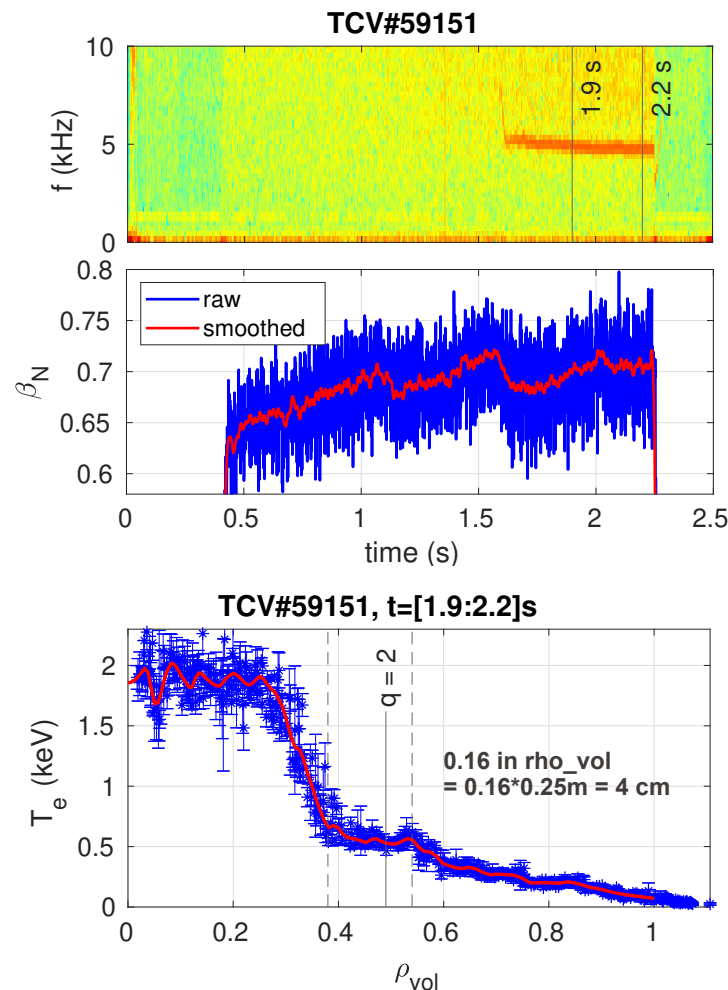 TCV#59151
10
5
0
f (kHz)
1.9 s
2.2 s
0.8
0.75
0.7
0.65
0.6
β_N
raw
smoothed
0 0.5 1 1.5 2 2.5
time (s)
TCV#59151, t=[1.9:2.2]s
2
1.5
1
0.5
0
T_e (keV)
q = 2
0.16 in rho_vol
= 0.16*0.25m = 4 cm
0 0.2 0.4 0.6 0.8 1
ρ_vol